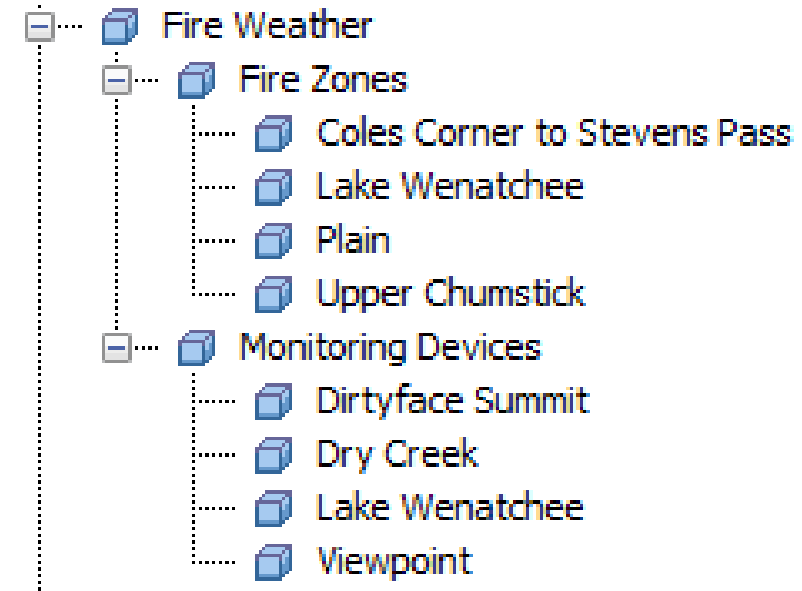 Fire Weather
Fire Zones
Coles Corner to Stevens Pass
Lake Wenatchee
Plain
Upper Chumstick
Monitoring Devices
Dirtyface Summit
Dry Creek
Lake Wenatchee
Viewpoint